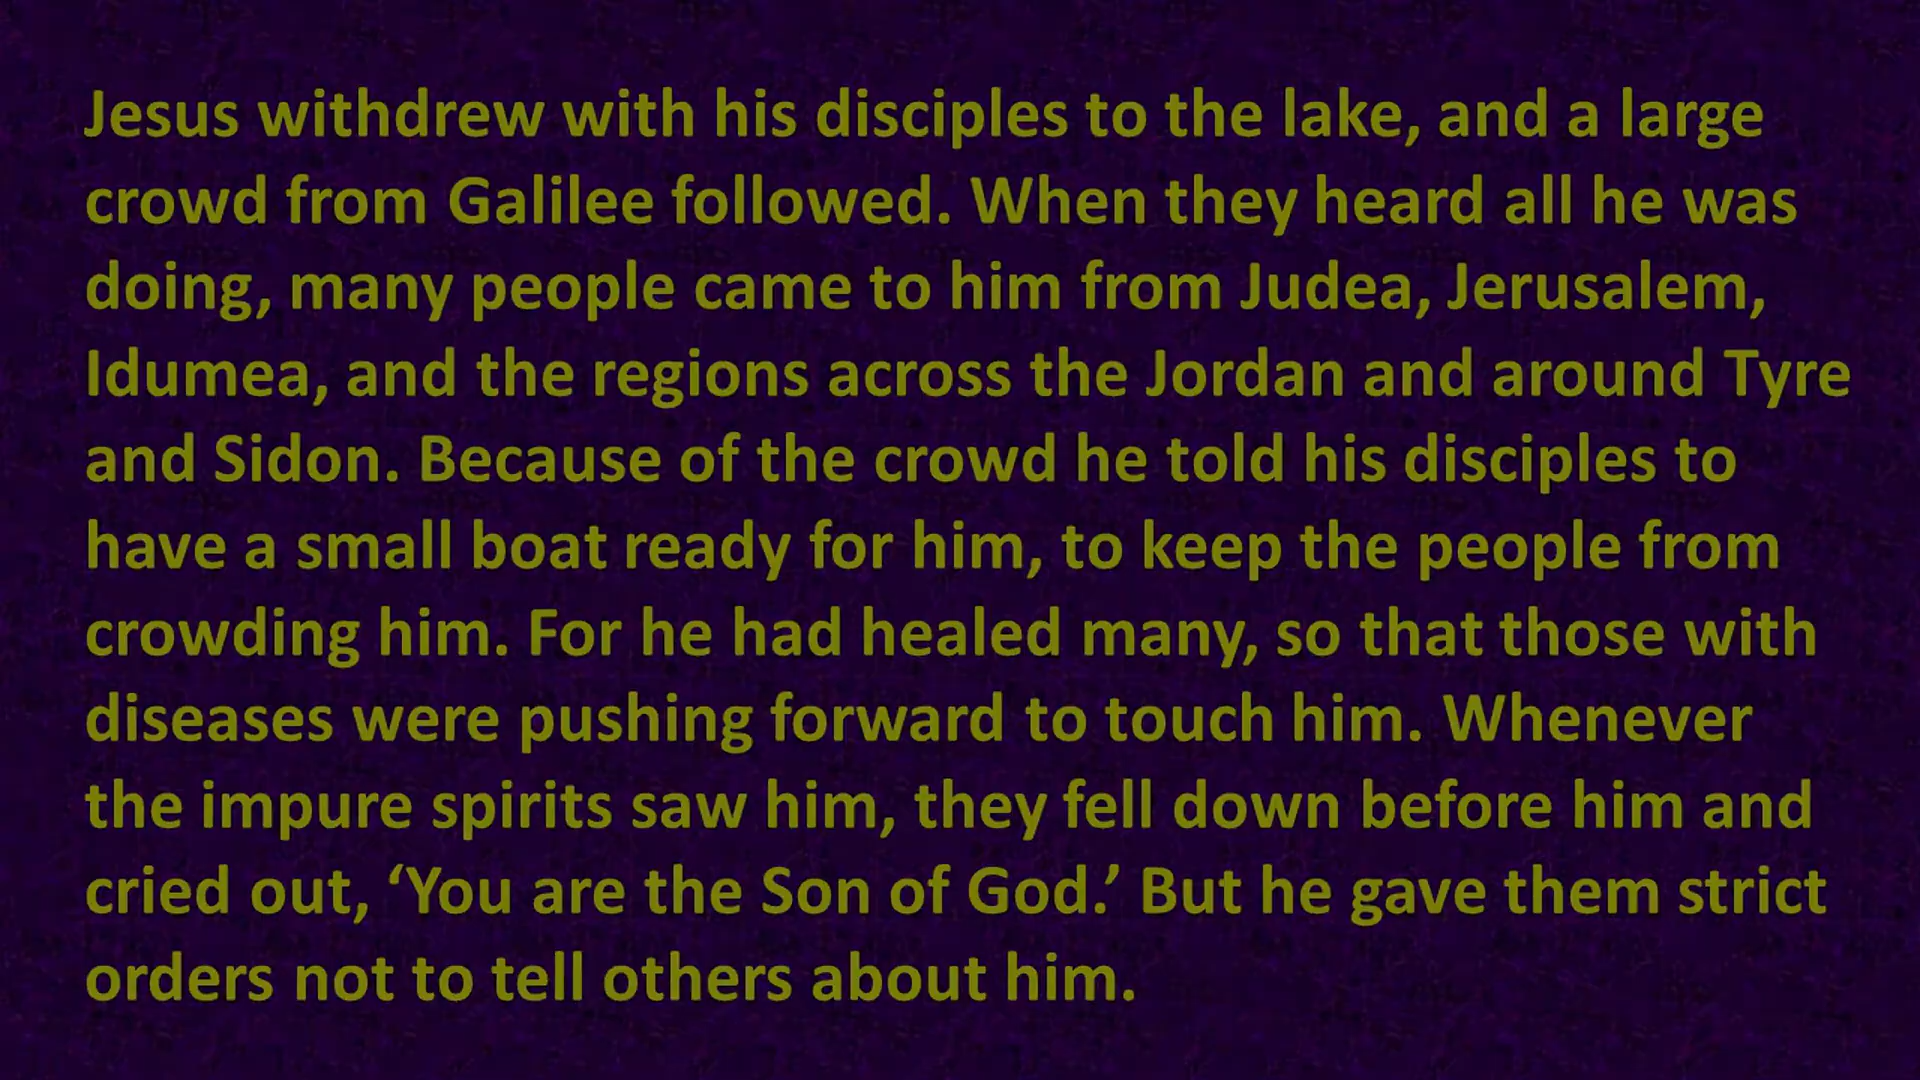 Jesus withdrew with his disciples to the lake, and a large
crowd from Galilee followed. When they heard all he was
doing, many people came to him from Judea, Jerusalem,
Idumea, and the regions across the Jordan and around Tyre
and Sidon. Because of the crowd he told his disciples to
have a small boat ready for him, to keep the people from
crowding him. For he had healed many, so that those with
diseases were pushing forward to touch him. Whenever
the impure spirits saw him, they fell down before him and
cried out, ‘You are the Son of God.’ But he gave them strict
orders not to tell others about him.